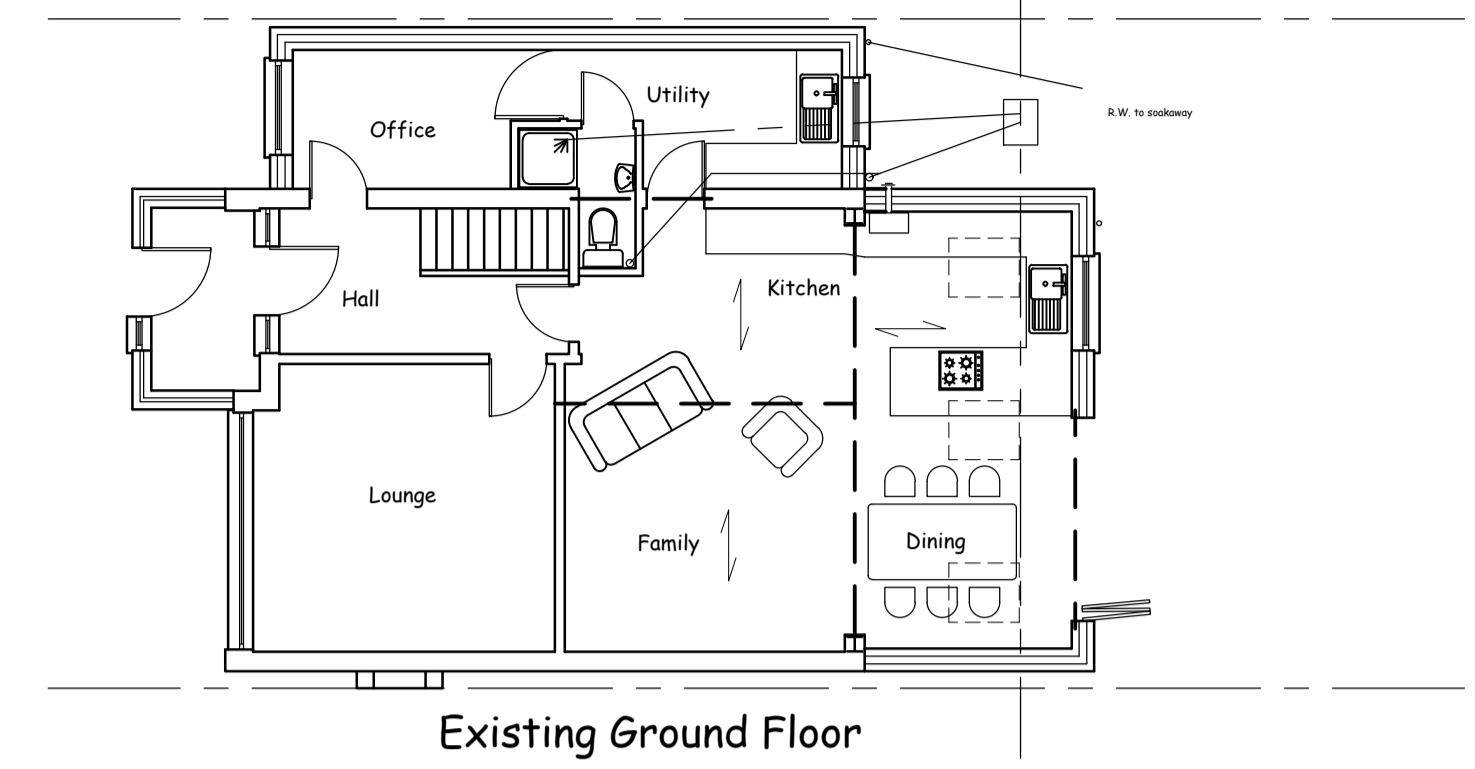 Utility
Office
R.W. to soakaway
Kitchen
Hall
Lounge
Family
Dining
Existing Ground Floor